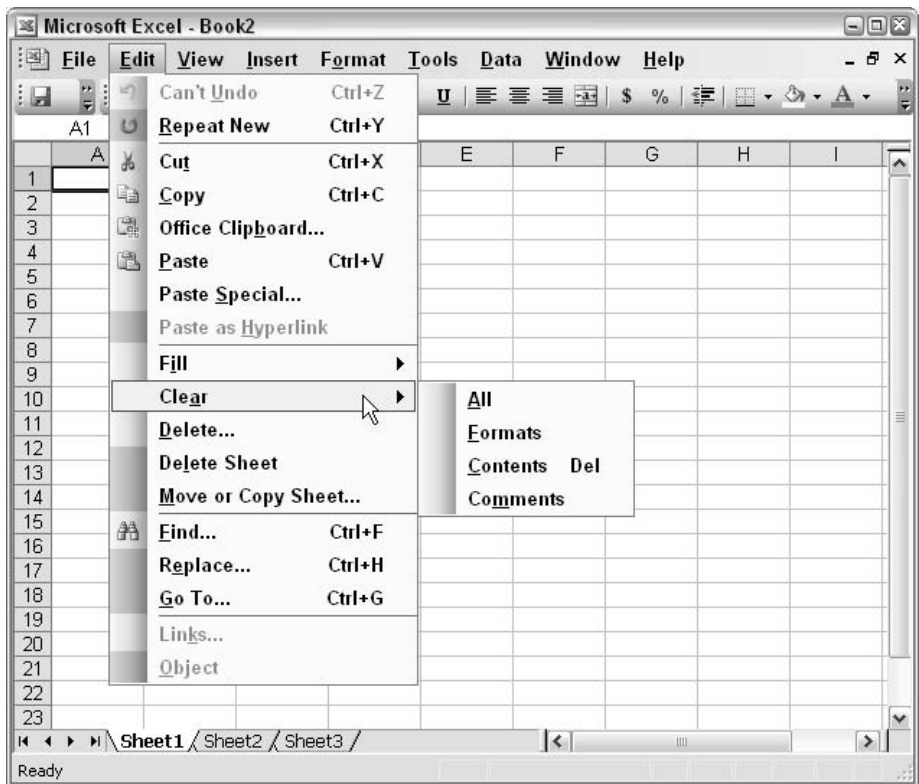 Microsoft Excel - Book2
File Edit View Insert Format Tools Data Window Help
U $ % A
A1
Can't Undo Ctrl+Z
Repeat New Ctrl+Y
Cut Ctrl+X
Copy Ctrl+C
Office Clipboard...
Paste Ctrl+V
Paste Special...
Paste as Hyperlink
Fill
Clear
Delete...
Delete Sheet
Move or Copy Sheet...
Find... Ctrl+F
Replace... Ctrl+H
Go To... Ctrl+G
Links...
Object
All
Formats
Contents Del
Comments
A E F G H I
1
2
3
4
5
6
7
8
9
10
11
12
13
14
15
16
17
18
19
20
21
22
23
Sheet1 Sheet2 Sheet3
Ready